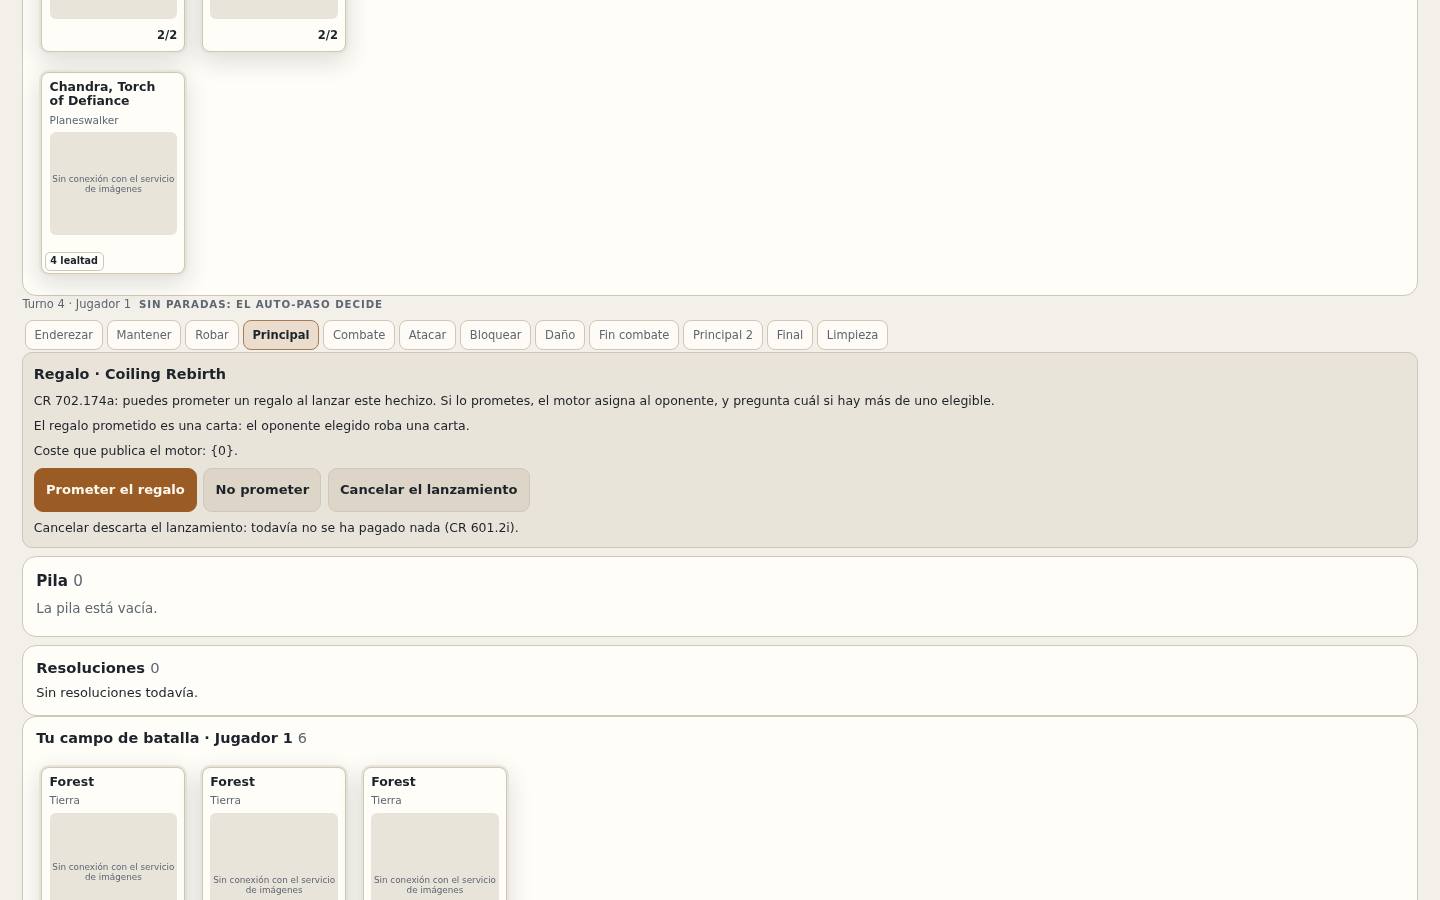 2/2
2/2
Chandra, Torch
of Defiance
Planeswalker
Sin conexión con el servicio
de imágenes
4 lealtad
Turno 4 · Jugador 1 SIN PARADAS: EL AUTO-PASO DECIDE
Enderezar Mantener Robar Principal Combate Atacar Bloquear Daño Fin combate Principal 2 Final Limpieza
Regalo · Coiling Rebirth
CR 702.174a: puedes prometer un regalo al lanzar este hechizo. Si lo prometes, el motor asigna al oponente, y pregunta cuál si hay más de uno elegible.
El regalo prometido es una carta: el oponente elegido roba una carta.
Coste que publica el motor: {0}.
Prometer el regalo No prometer Cancelar el lanzamiento
Cancelar descarta el lanzamiento: todavía no se ha pagado nada (CR 601.2i).
Pila 0
La pila está vacía.
Resoluciones 0
Sin resoluciones todavía.
Tu campo de batalla · Jugador 1 6
Forest
Tierra
Sin conexión con el servicio
de imágenes
Forest
Tierra
Sin conexión con el servicio
de imágenes
Forest
Tierra
Sin conexión con el servicio
de imágenes